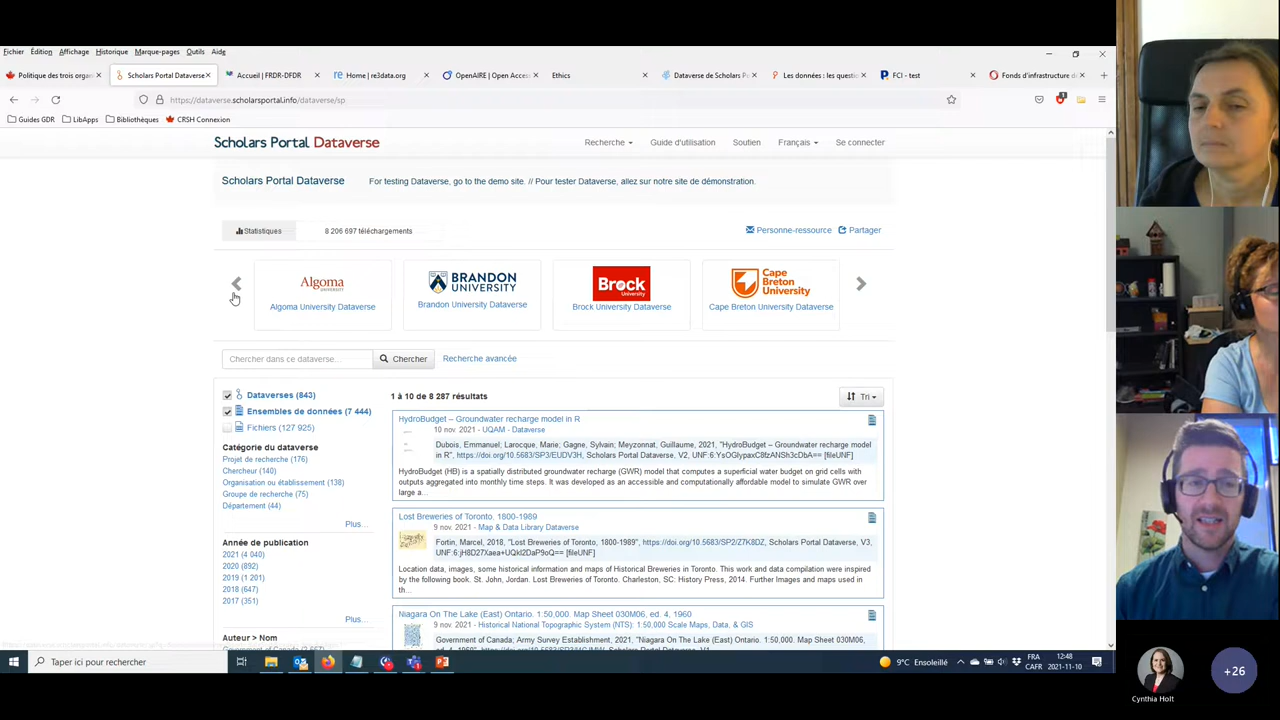 Fichier Édition Affichage Historique Marque-pages Outils Aide
Politique des trois organ Scholars Portal Dataverse Accueil | FRDR-DFDR Home | re3data.org OpenAIRE | Open Access Ethics Dataverse de Scholars Po Les données : les questio FCI - test Fonds d'infrastructure de
https://dataverse.scholarsportal.info/dataverse/sp
Guides GDR LibApps Bibliothèques CRSH Connexion
Scholars Portal Dataverse Recherche Guide d'utilisation Soutien Français Se connecter
Scholars Portal Dataverse For testing Dataverse, go to the demo site. // Pour tester Dataverse, allez sur notre site de démonstration.
Statistiques 8 206 697 téléchargements Personne-ressource Partager
Algoma UNIVERSITY BRANDON UNIVERSITY Brock University Cape Breton University
Algoma University Dataverse Brandon University Dataverse Brock University Dataverse Cape Breton University Dataverse
Chercher dans ce dataverse... Chercher Recherche avancée
Dataverses (843)
Ensembles de données (7 444)
Fichiers (127 925)
Catégorie du dataverse
Projet de recherche (176)
Chercheur (140)
Organisation ou établissement (138)
Groupe de recherche (75)
Département (44)
Plus...
Année de publication
2021 (4 040)
2020 (892)
2019 (1 201)
2018 (647)
2017 (351)
Plus...
Auteur > Nom
1 à 10 de 8 287 résultats Tri
HydroBudget – Groundwater recharge model in R
10 nov. 2021 - UQAM - Dataverse
Dubois, Emmanuel; Larocque, Marie; Gagne, Sylvain; Meyzonnat, Guillaume, 2021, "HydroBudget – Groundwater recharge model
in R", https://doi.org/10.5683/SP3/EUDV3H, Scholars Portal Dataverse, V2, UNF:6:YsOGlypaxC8fzANSh3cDbA== [fileUNF]
HydroBudget (HB) is a spatially distributed groundwater recharge (GWR) model that computes a superficial water budget on grid cells with
outputs aggregated into monthly time steps. It was developed as an accessible and computationally affordable model to simulate GWR over
large a...
Lost Breweries of Toronto, 1800-1989
9 nov. 2021 - Map & Data Library Dataverse
Fortin, Marcel, 2018, "Lost Breweries of Toronto, 1800-1989", https://doi.org/10.5683/SP2/Z7K8DZ, Scholars Portal Dataverse, V3,
UNF:6:jH8D27Xaea+UQkI2DaP9oQ== [fileUNF]
Location data, images, some historical information and maps of Historical Breweries in Toronto. This work and data compilation were inspired
by the following book. St. John, Jordan. Lost Breweries of Toronto. Charleston, SC: History Press, 2014. Further Images and maps used in
th...
Niagara On The Lake (East) Ontario. 1:50,000. Map Sheet 030M06, ed. 4, 1960
9 nov. 2021 - Historical National Topographic System (NTS): 1:50,000 Scale Maps, Data, & GIS
Government of Canada; Army Survey Establishment, 2021, "Niagara On The Lake (East) Ontario. 1:50,000. Map Sheet 030M06,
Taper ici pour rechercher 9°C Ensoleillé FRA CAFR 12:48 2021-11-10
Cynthia Holt
+26